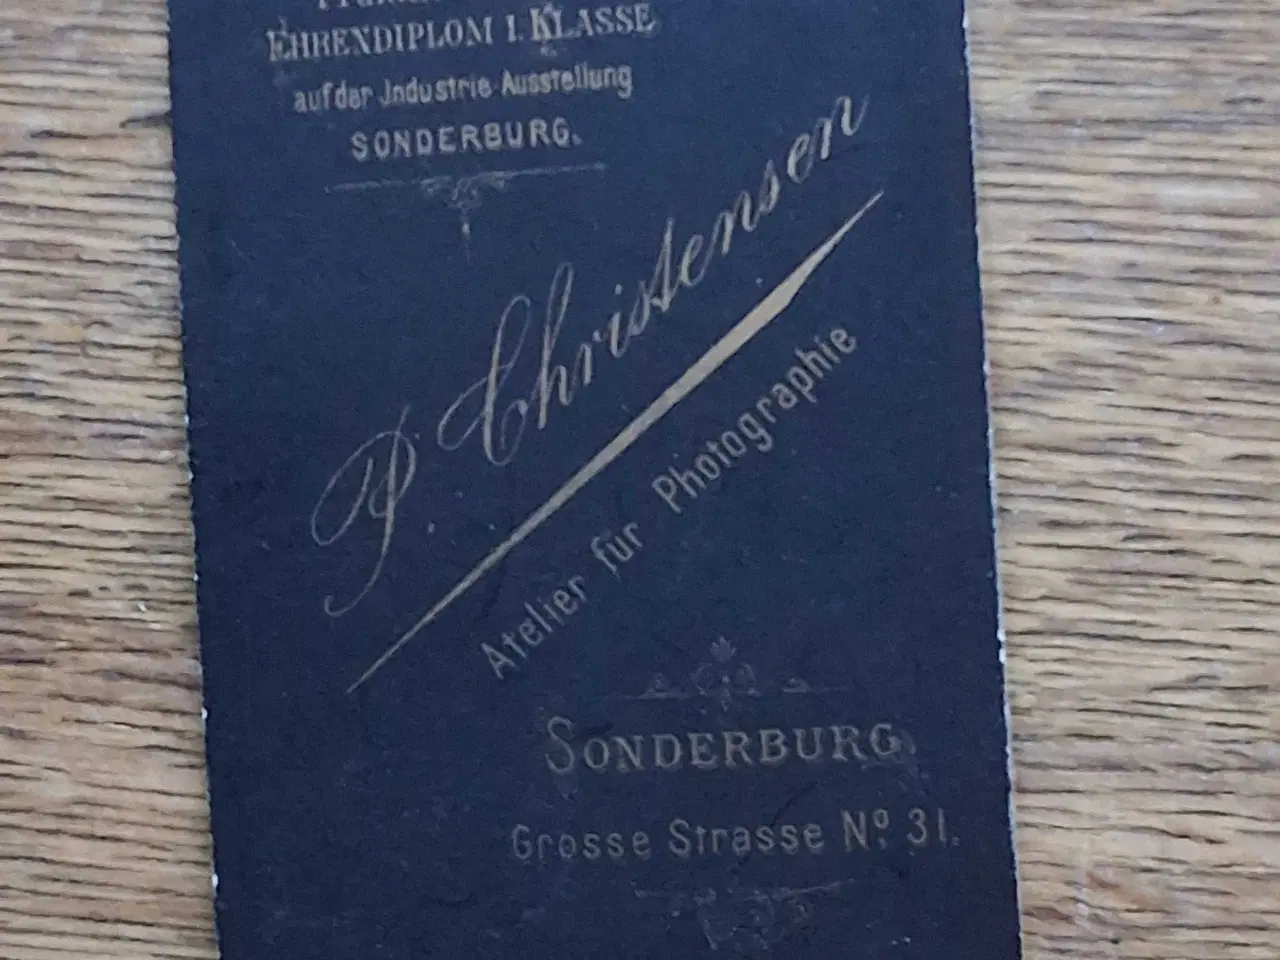 EHRENDIPLOM I. KLASSE
auf der Industrie-Ausstellung
SONDERBURG.
P. Christensen
Atelier für Photographie
SONDERBURG
Grosse Strasse Nº 31.